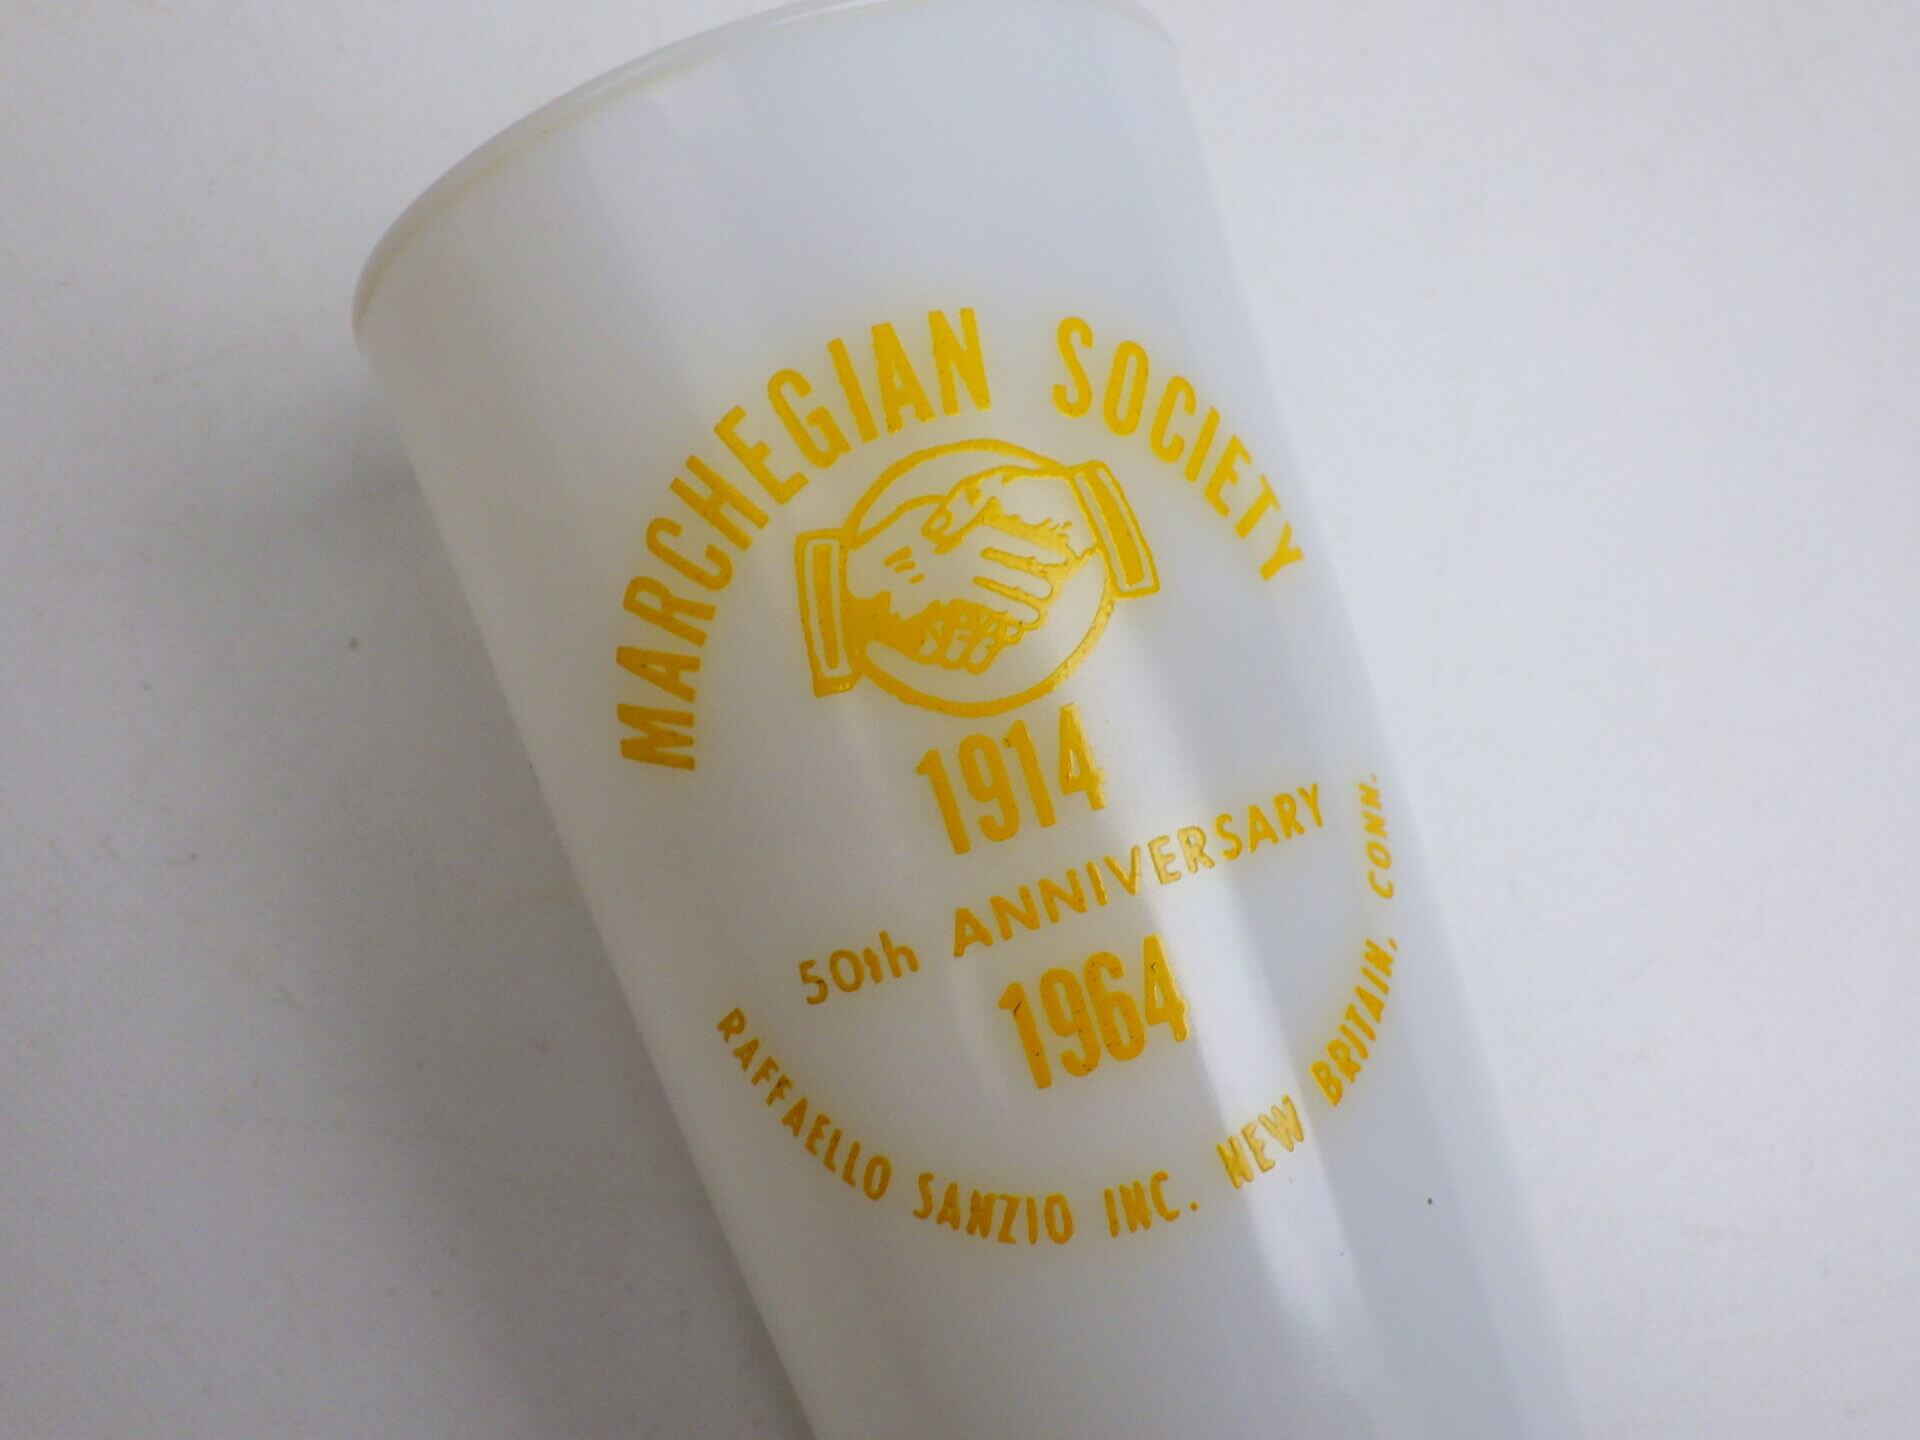 MARCHEGIAN SOCIETY
1914
50th ANNIVERSARY
1964
RAFFAELLO SANZIO INC. NEW BRITAIN, CONN.